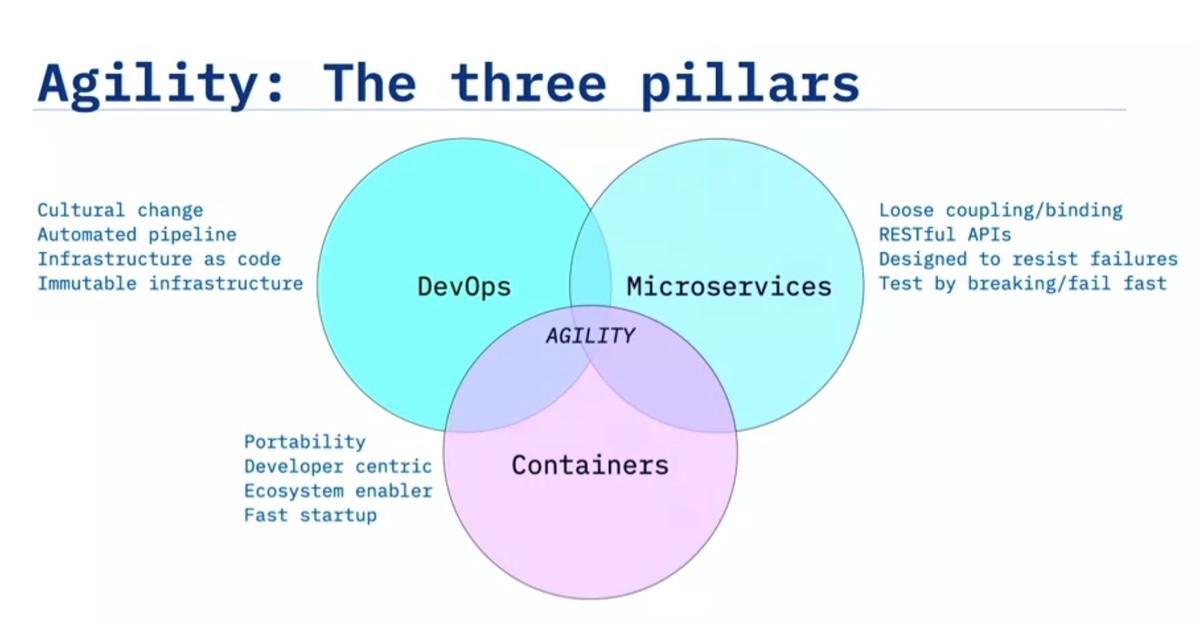 Agility: The three pillars
Cultural change
Automated pipeline
Infrastructure as code
Immutable infrastructure
DevOps
Microservices
Loose coupling/binding
RESTful APIs
Designed to resist failures
Test by breaking/fail fast
AGILITY
Portability
Developer centric
Ecosystem enabler
Fast startup
Containers